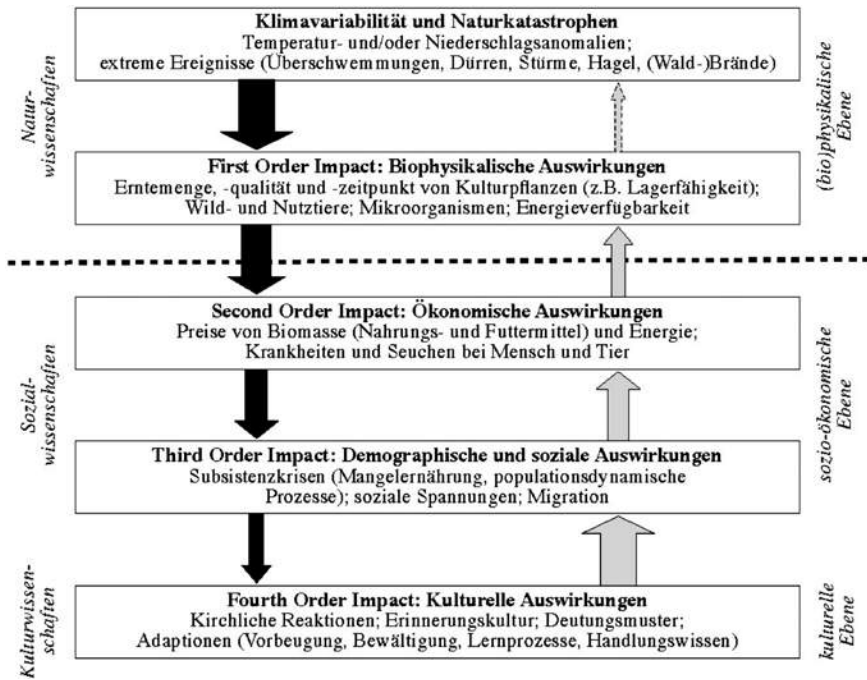 Klimavariabilität und Naturkatastrophen
Temperatur- und/oder Niederschlagsanomalien;
extreme Ereignisse (Überschwemmungen, Dürren, Stürme, Hagel, (Wald-)Brände)
Natur-
wissenschaften
(bio)physikalische
Ebene
First Order Impact: Biophysikalische Auswirkungen
Erntemenge, -qualität und -zeitpunkt von Kulturpflanzen (z.B. Lagerfähigkeit);
Wild- und Nutztiere; Mikroorganismen; Energieverfügbarkeit
Second Order Impact: Ökonomische Auswirkungen
Preise von Biomasse (Nahrungs- und Futtermittel) und Energie;
Krankheiten und Seuchen bei Mensch und Tier
Sozial-
wissenschaften
sozio-ökonomische
Ebene
Third Order Impact: Demographische und soziale Auswirkungen
Subsistenzkrisen (Mangelernährung, populationsdynamische
Prozesse); soziale Spannungen; Migration
Fourth Order Impact: Kulturelle Auswirkungen
Kirchliche Reaktionen; Erinnerungskultur; Deutungsmuster;
Adaptionen (Vorbeugung, Bewältigung, Lernprozesse, Handlungswissen)
Kulturwissen-
schaften
kulturelle
Ebene